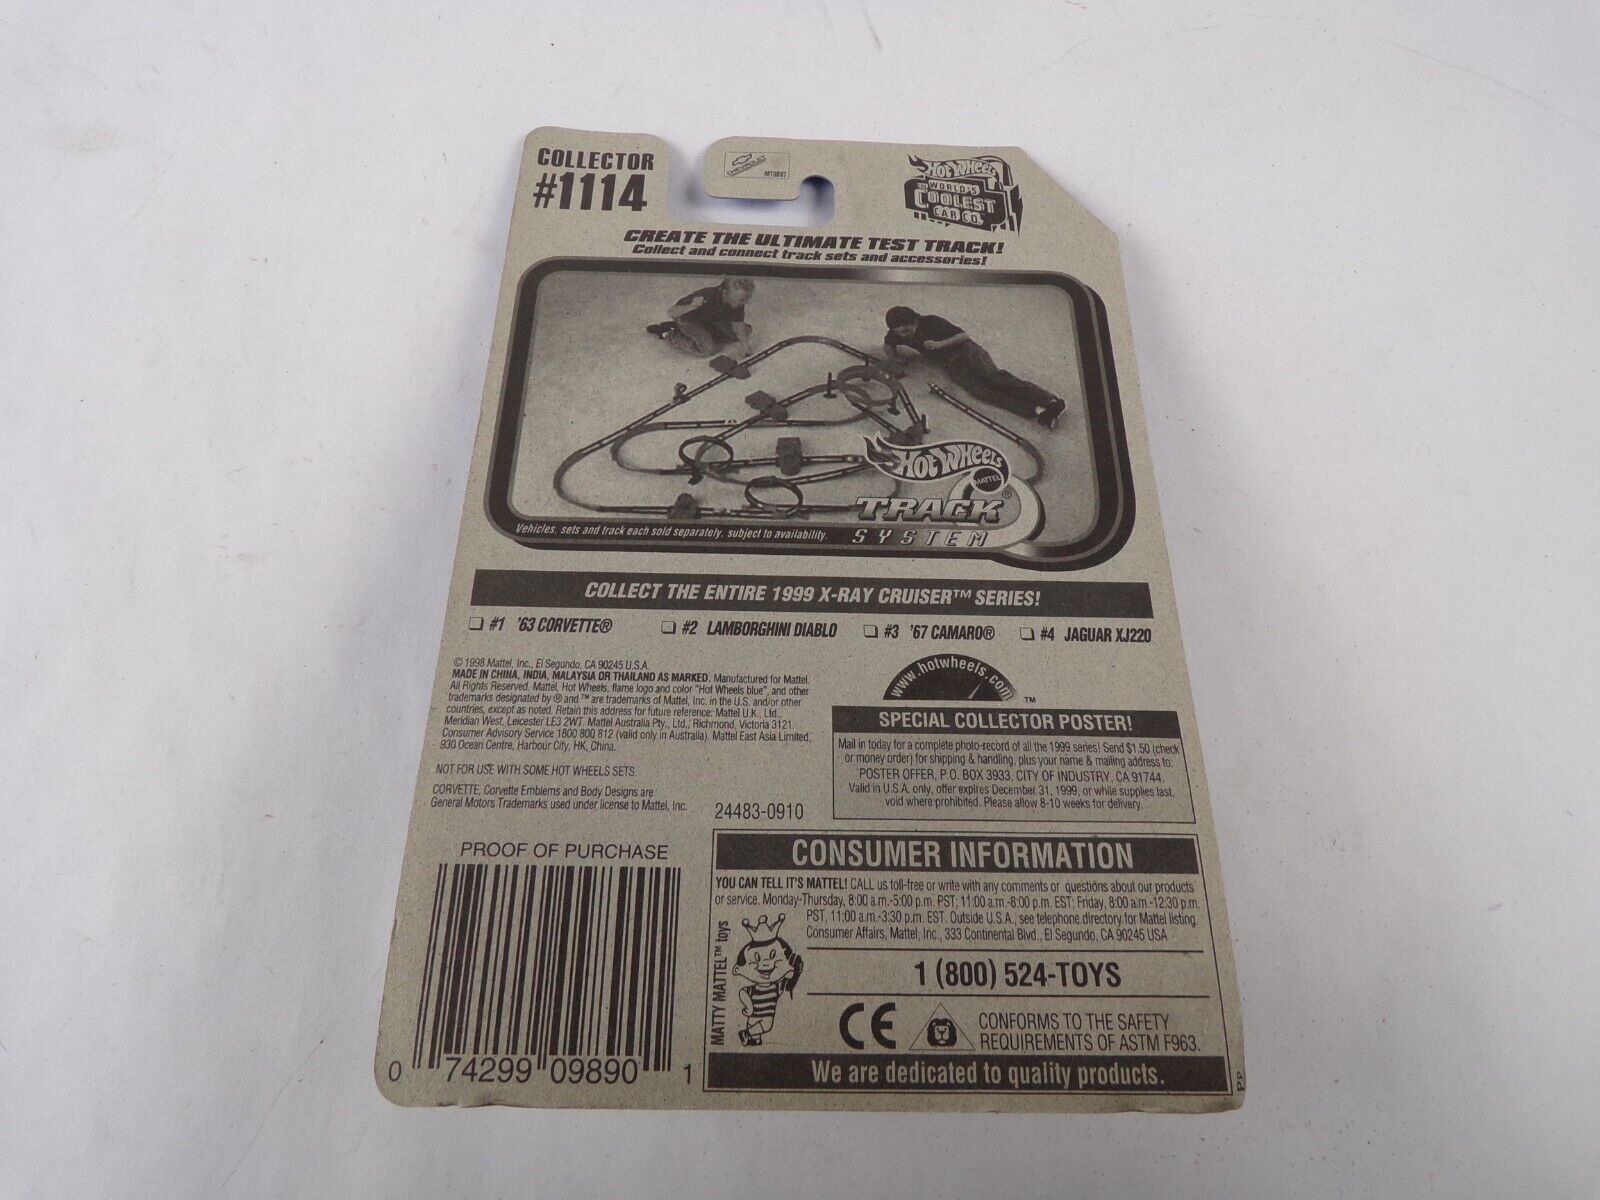 COLLECTOR
#1114
CHEVROLET
HOT WHEELS
WORLD'S
COOLEST
CAR CO.
CREATE THE ULTIMATE TEST TRACK!
Collect and connect track sets and accessories!
HOT WHEELS
MATTEL
TRACK®
SYSTEM
Vehicles, sets and track each sold separately, subject to availability.
COLLECT THE ENTIRE 1999 X-RAY CRUISER™ SERIES!
❏ #1 '63 CORVETTE® ❏ #2 LAMBORGHINI DIABLO ❏ #3 '67 CAMARO® ❏ #4 JAGUAR XJ220
© 1998 Mattel, Inc., El Segundo, CA 90245 U.S.A.
MADE IN CHINA, INDIA, MALAYSIA OR THAILAND AS MARKED. Manufactured for Mattel.
All Rights Reserved. Mattel, Hot Wheels, flame logo and color "Hot Wheels blue", and other
trademarks designated by ® and ™ are trademarks of Mattel, Inc. in the U.S. and/or other
countries, except as noted. Retain this address for future reference: Mattel U.K., Ltd.,
Meridian West, Leicester LE3 2WT. Mattel Australia Pty., Ltd., Richmond, Victoria 3121.
Consumer Advisory Service 1800 800 812 (valid only in Australia). Mattel East Asia Limited,
930 Ocean Centre, Harbour City, HK, China.
NOT FOR USE WITH SOME HOT WHEELS SETS.
CORVETTE, Corvette Emblems and Body Designs are
General Motors Trademarks used under license to Mattel, Inc.
24483-0910
www.hotwheels.com
™
SPECIAL COLLECTOR POSTER!
Mail in today for a complete photo-record of all the 1999 series! Send $1.50 (check
or money order) for shipping & handling, plus your name & mailing address to:
POSTER OFFER, P.O. BOX 3933, CITY OF INDUSTRY, CA 91744.
Valid in U.S.A. only, offer expires December 31, 1999, or while supplies last,
void where prohibited. Please allow 8-10 weeks for delivery.
PROOF OF PURCHASE
0 74299 09890 1
CONSUMER INFORMATION
YOU CAN TELL IT'S MATTEL! CALL us toll-free or write with any comments or questions about our products
or service. Monday-Thursday, 8:00 a.m.-5:00 p.m. PST; 11:00 a.m.-8:00 p.m. EST; Friday, 8:00 a.m.-12:30 p.m.
PST, 11:00 a.m.-3:30 p.m. EST. Outside U.S.A., see telephone directory for Mattel listing.
Consumer Affairs, Mattel, Inc., 333 Continental Blvd., El Segundo, CA 90245 USA
MATTY MATTEL™ toys
1 (800) 524-TOYS
CE
CONFORMS TO THE SAFETY
REQUIREMENTS OF ASTM F963.
We are dedicated to quality products.
PP